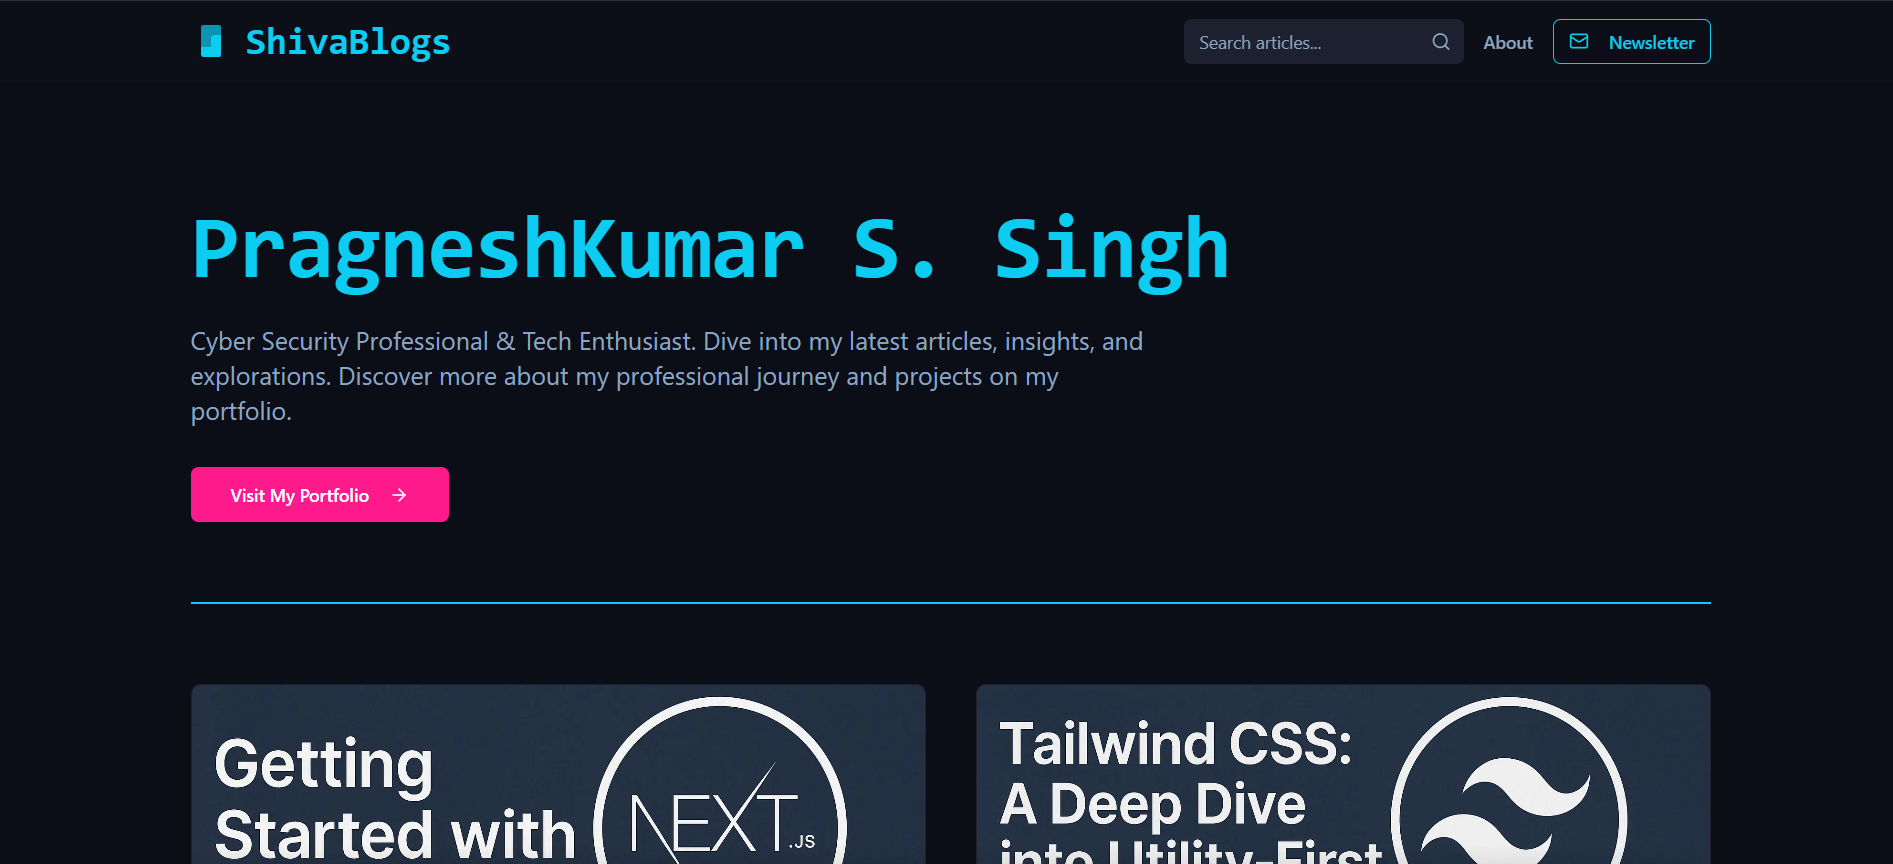 ShivaBlogs
Search articles...
About
Newsletter
PragneshKumar S. Singh
Cyber Security Professional & Tech Enthusiast. Dive into my latest articles, insights, and
explorations. Discover more about my professional journey and projects on my
portfolio.
Visit My Portfolio
Getting
Started with
NEXT.JS
Tailwind CSS:
A Deep Dive
into Utility-First